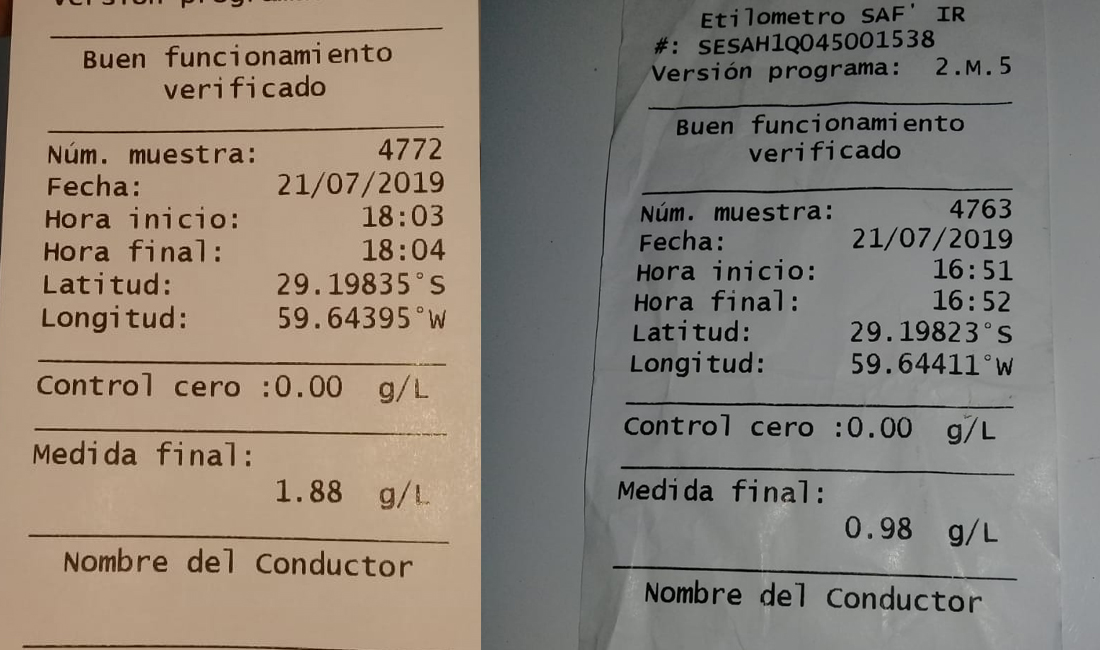 Versión progr
Buen funcionamiento
verificado
Núm. muestra: 4772
Fecha: 21/07/2019
Hora inicio: 18:03
Hora final: 18:04
Latitud: 29.19835°S
Longitud: 59.64395°W
Control cero :0.00 g/L
Medida final:
1.88 g/L
Nombre del Conductor
Etilometro SAF' IR
#: SESAH1Q045001538
Versión programa: 2.M.5
Buen funcionamiento
verificado
Núm. muestra: 4763
Fecha: 21/07/2019
Hora inicio: 16:51
Hora final: 16:52
Latitud: 29.19823°S
Longitud: 59.64411°W
Control cero :0.00 g/L
Medida final:
0.98 g/L
Nombre del Conductor